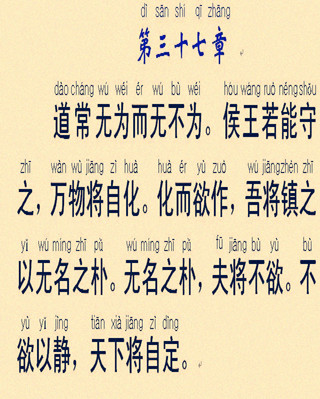 dì sān shí qī zhāng
第三十七章
dào cháng wú wéi ér wú bù wéi hòu wàng ruò néng shǒu
道常无为而无不为。侯王若能守
zhī wàn wù jiāng zì huà huà ér yù zuò wú jiāng zhèn zhī
之,万物将自化。化而欲作,吾将镇之
yǐ wú míng zhī pǔ wú míng zhī pǔ fū jiāng bù yù bù
以无名之朴。无名之朴,夫将不欲。不
yù yǐ jìng tiān xià jiāng zì dìng
欲以静,天下将自定。